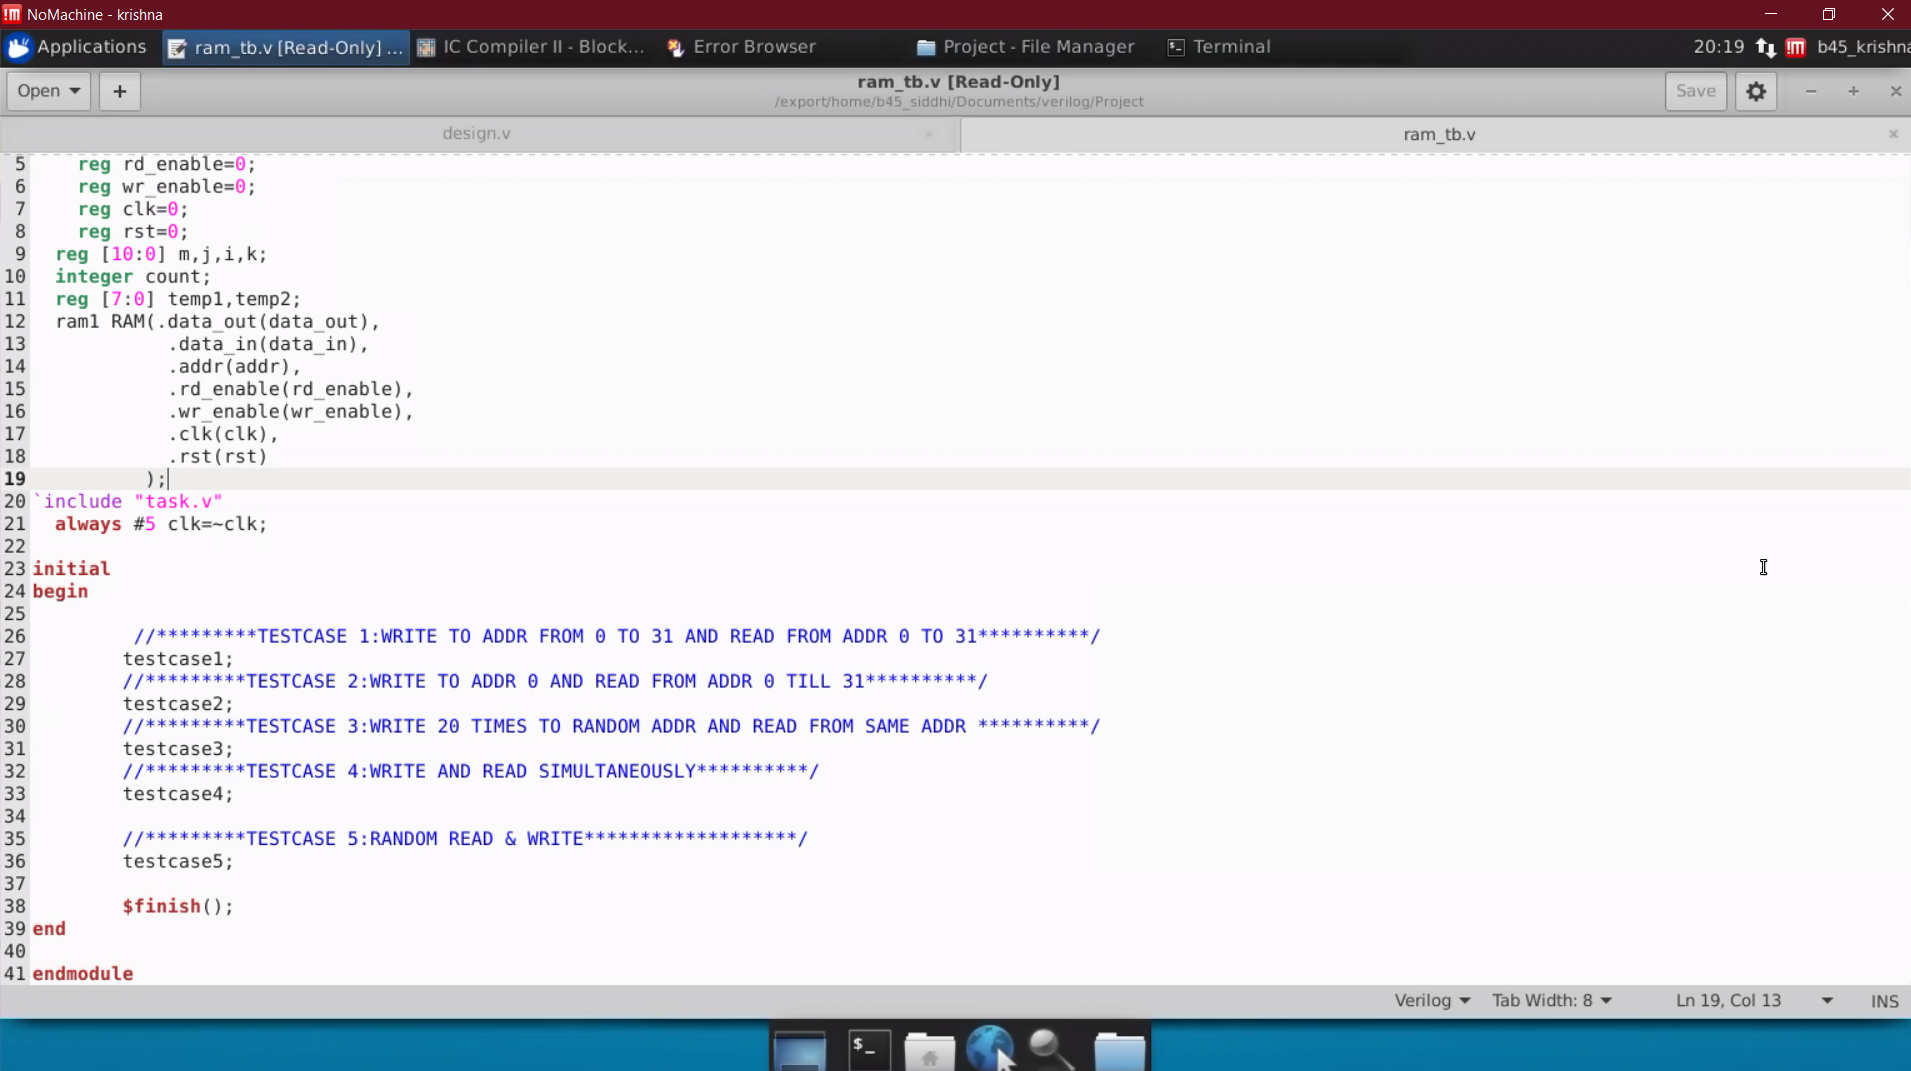 NoMachine - krishna
Applications ram_tb.v [Read-Only] ... IC Compiler II - Block... Error Browser Project - File Manager Terminal 20:19 b45_krishna
Open + ram_tb.v [Read-Only] Save
/export/home/b45_siddhi/Documents/verilog/Project
design.v ram_tb.v
5 reg rd_enable=0;
6 reg wr_enable=0;
7 reg clk=0;
8 reg rst=0;
9 reg [10:0] m,j,i,k;
10 integer count;
11 reg [7:0] temp1,temp2;
12 ram1 RAM(.data_out(data_out),
13 .data_in(data_in),
14 .addr(addr),
15 .rd_enable(rd_enable),
16 .wr_enable(wr_enable),
17 .clk(clk),
18 .rst(rst)
19 );
20 `include "task.v"
21 always #5 clk=~clk;
22
23 initial
24 begin
25
26 //*********TESTCASE 1:WRITE TO ADDR FROM 0 TO 31 AND READ FROM ADDR 0 TO 31**********/
27 testcase1;
28 //*********TESTCASE 2:WRITE TO ADDR 0 AND READ FROM ADDR 0 TILL 31**********/
29 testcase2;
30 //*********TESTCASE 3:WRITE 20 TIMES TO RANDOM ADDR AND READ FROM SAME ADDR **********/
31 testcase3;
32 //*********TESTCASE 4:WRITE AND READ SIMULTANEOUSLY**********/
33 testcase4;
34
35 //*********TESTCASE 5:RANDOM READ & WRITE*******************/
36 testcase5;
37
38 $finish();
39 end
40
41 endmodule
Verilog Tab Width: 8 Ln 19, Col 13 INS
$_